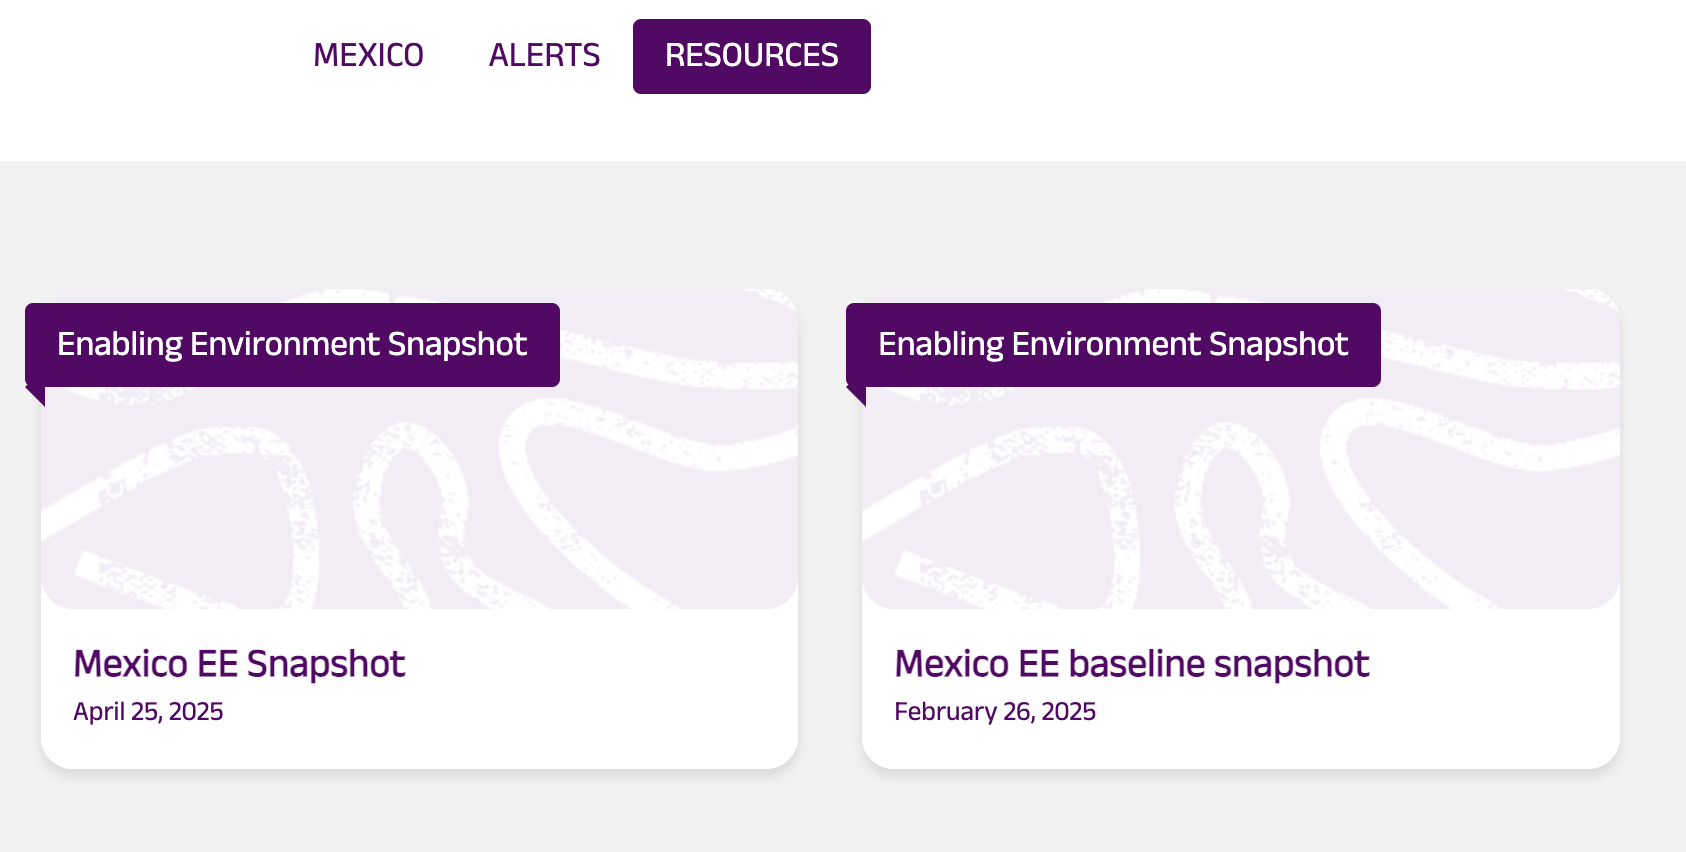 MEXICO ALERTS RESOURCES
Enabling Environment Snapshot
Mexico EE Snapshot
April 25, 2025
Enabling Environment Snapshot
Mexico EE baseline snapshot
February 26, 2025